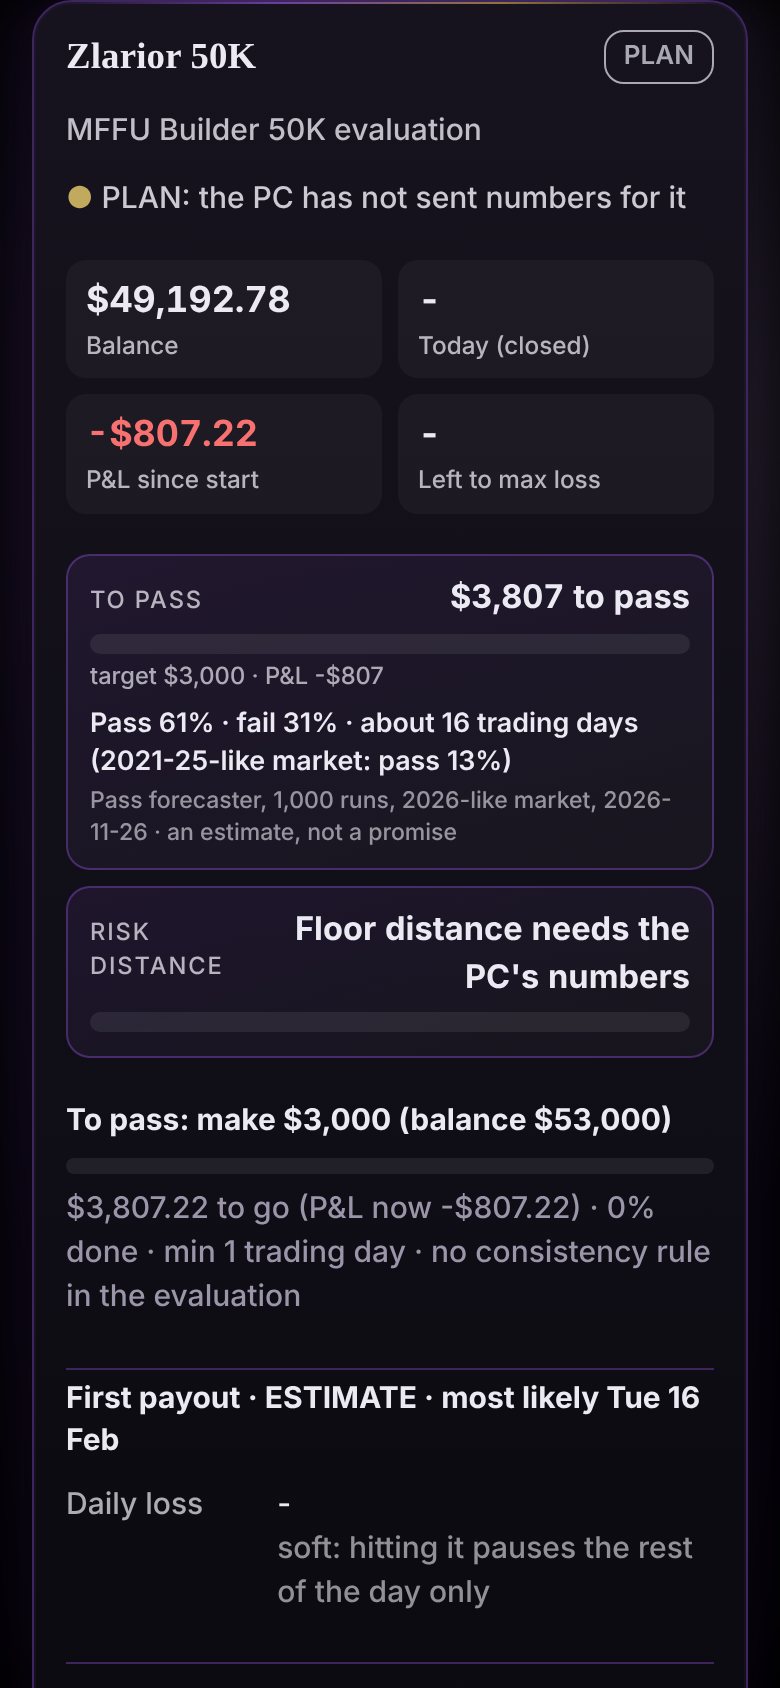 Zlarior 50K
PLAN
MFFU Builder 50K evaluation
PLAN: the PC has not sent numbers for it
$49,192.78
Balance
-
Today (closed)
-$807.22
P&L since start
-
Left to max loss
TO PASS
$3,807 to pass
target $3,000 · P&L -$807
Pass 61% · fail 31% · about 16 trading days
(2021-25-like market: pass 13%)
Pass forecaster, 1,000 runs, 2026-like market, 2026-
11-26 · an estimate, not a promise
RISK
DISTANCE
Floor distance needs the
PC's numbers
To pass: make $3,000 (balance $53,000)
$3,807.22 to go (P&L now -$807.22) · 0%
done · min 1 trading day · no consistency rule
in the evaluation
First payout · ESTIMATE · most likely Tue 16
Feb
Daily loss
-
soft: hitting it pauses the rest
of the day only